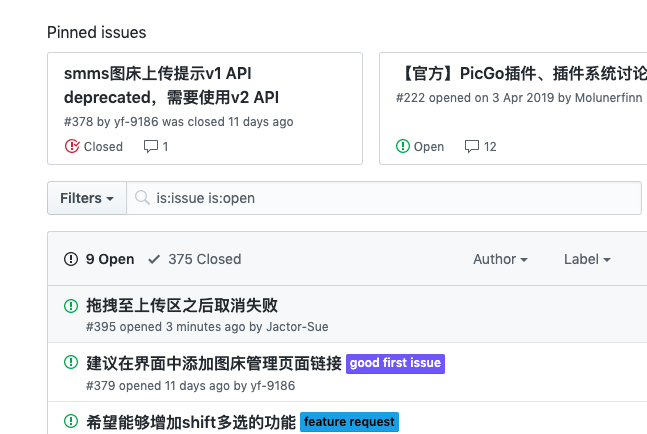 Pinned issues
smms图床上传提示v1 API
deprecated，需要使用v2 API
#378 by yf-9186 was closed 11 days ago
Closed 1
【官方】PicGo插件、插件系统讨论
#222 opened on 3 Apr 2019 by Molunerfinn
Open 12
Filters is:issue is:open
9 Open 375 Closed Author Label
拖拽至上传区之后取消失败
#395 opened 3 minutes ago by Jactor-Sue
建议在界面中添加图床管理页面链接 good first issue
#379 opened 11 days ago by yf-9186
希望能够增加shift多选的功能 feature request